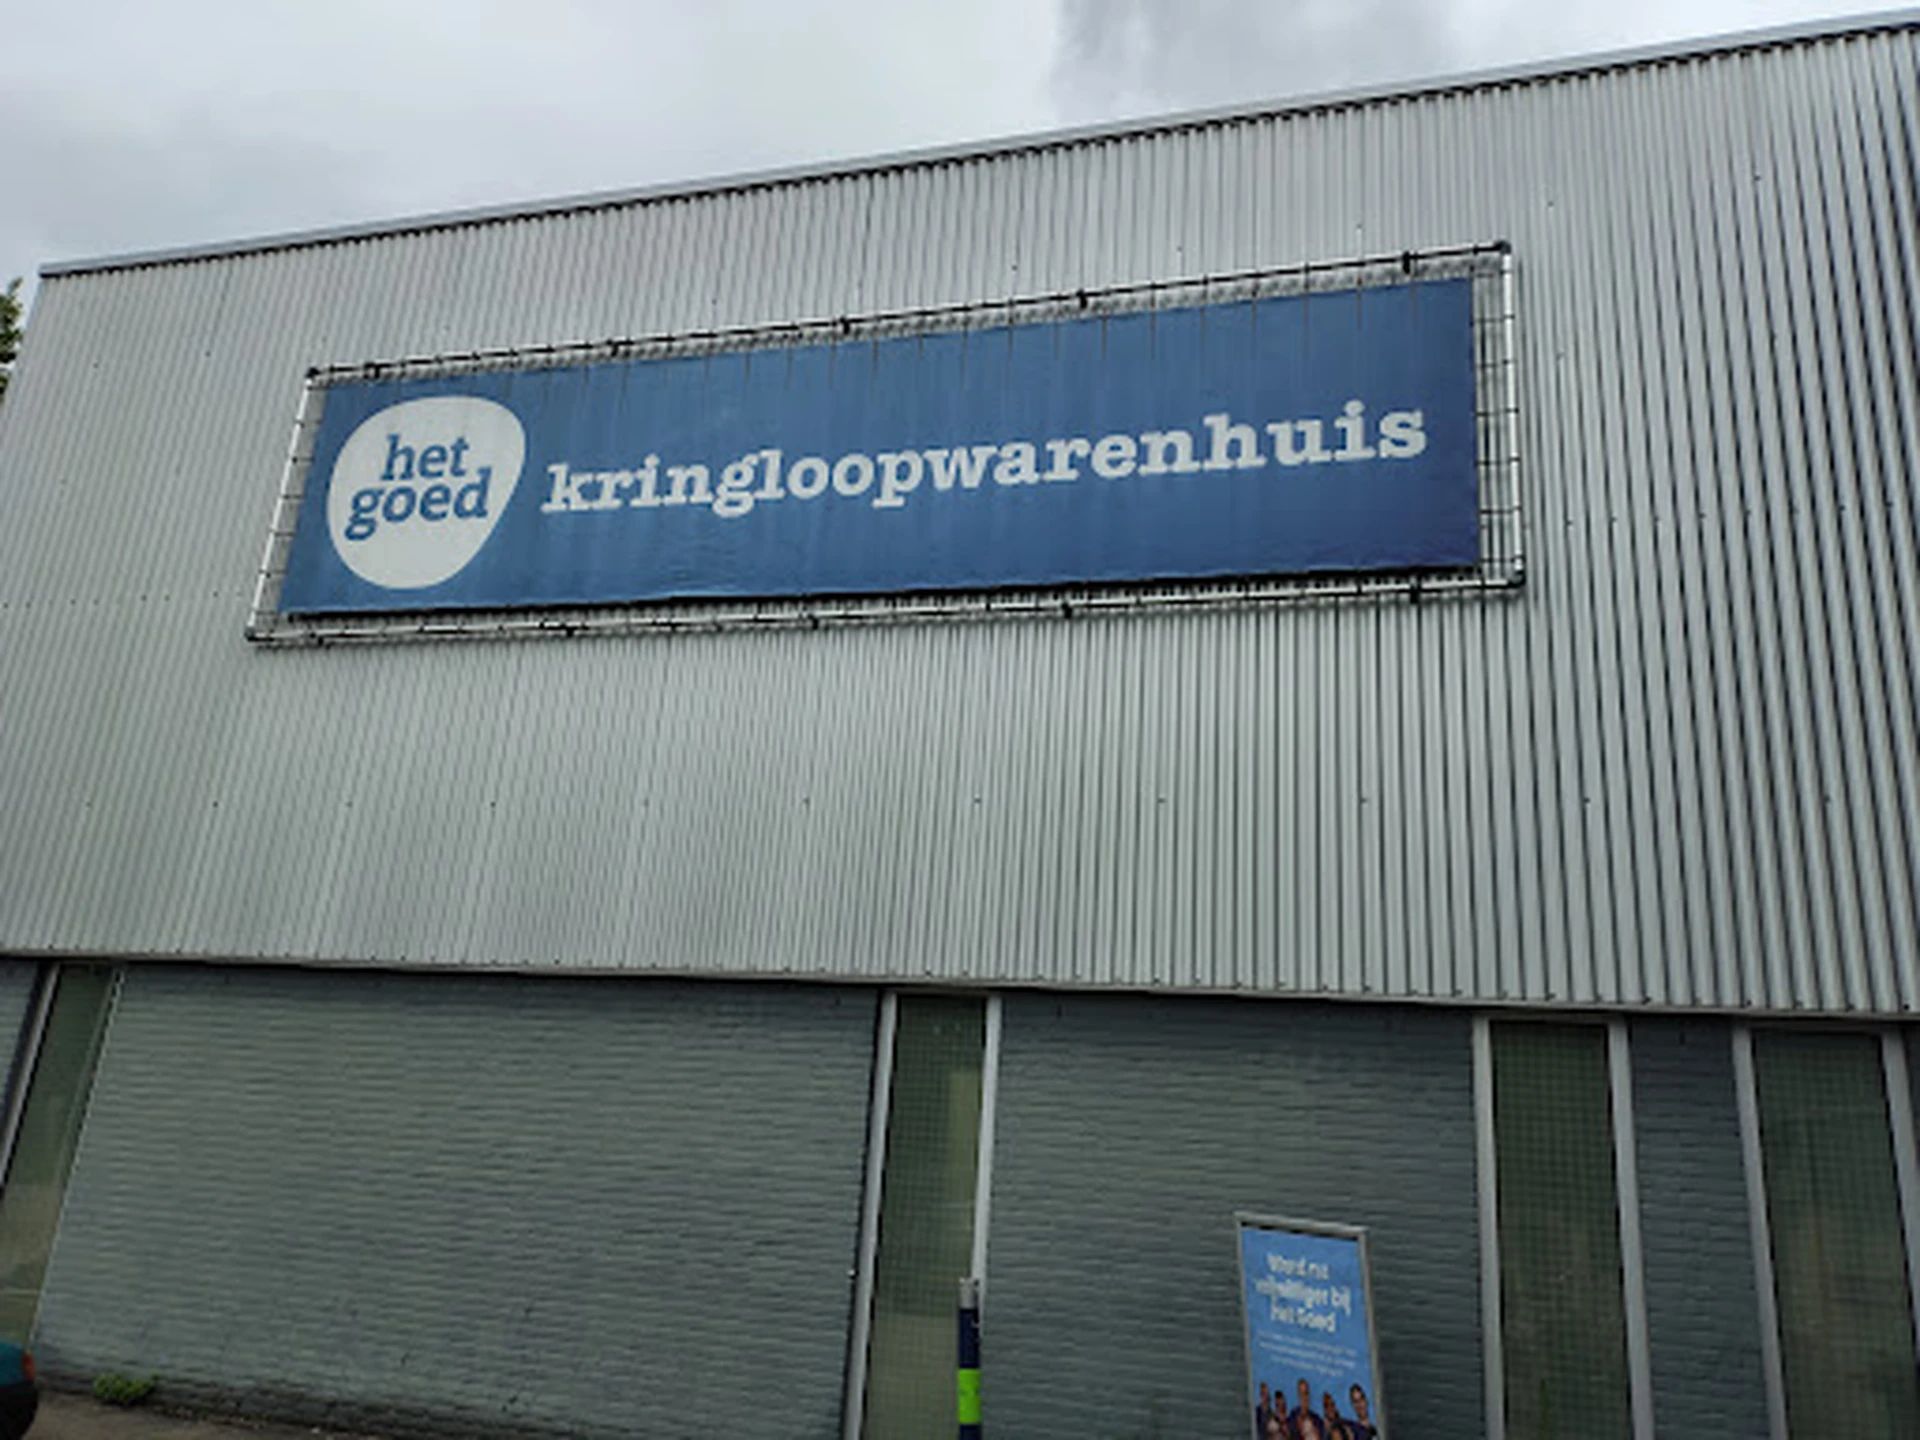 het
goed
kringloopwarenhuis
Word nu
vrijwilliger bij
Het Goed